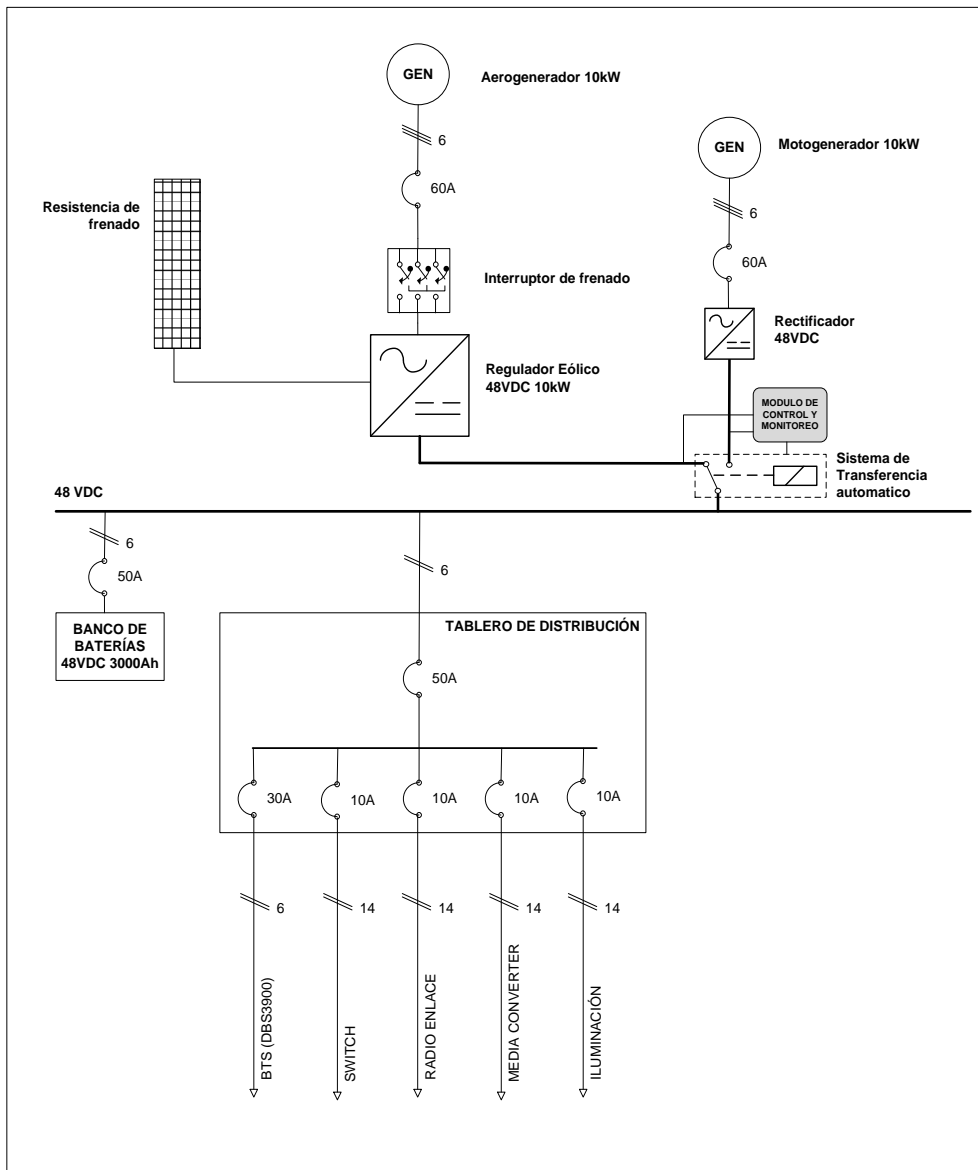 GEN
Aerogenerador 10kW
6
60A
GEN
Motogenerador 10kW
6
60A
Resistencia de
frenado
Interruptor de frenado
Rectificador
48VDC
Regulador Eólico
48VDC 10kW
MODULO DE
CONTROL Y
MONITOREO
Sistema de
Transferencia
automatico
48 VDC
6
50A
BANCO DE
BATERÍAS
48VDC 3000Ah
6
TABLERO DE DISTRIBUCIÓN
50A
30A
10A
10A
10A
10A
6
14
14
14
14
BTS (DBS3900)
SWITCH
RADIO ENLACE
MEDIA CONVERTER
ILUMINACIÓN